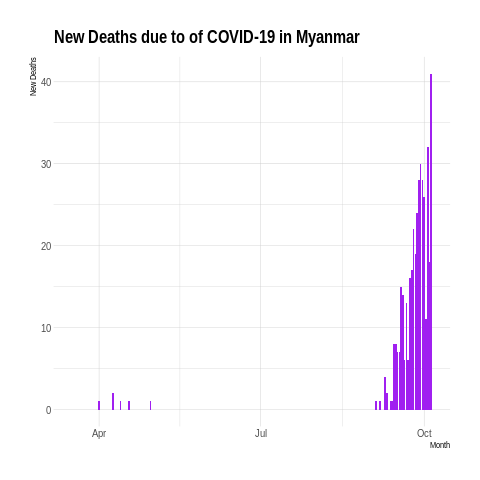 New Deaths due to of COVID-19 in Myanmar
New Deaths
40
30
20
10
0
Apr
Jul
Oct
Month